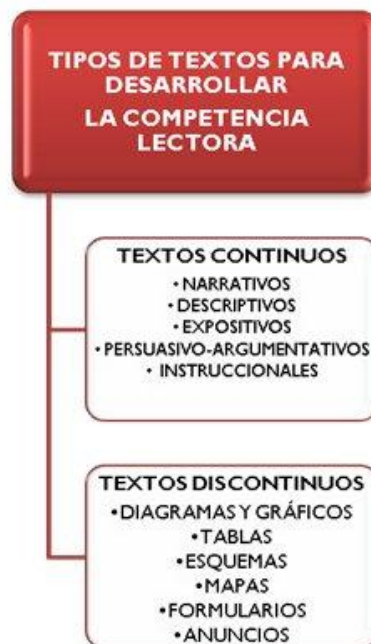 TIPOS DE TEXTOS PARA
DESARROLLAR
LA COMPETENCIA
LECTORA
TEXTOS CONTINUOS
• NARRATIVOS
•DESCRIPTIVOS
• EXPOSITIVOS
• PERSUASIVO-ARGUMENTATIVOS
• INSTRUCCIONALES
TEXTOS DISCONTINUOS
•DIAGRAMAS Y GRÁFICOS
•TABLAS
•ESQUEMAS
•MAPAS
•FORMULARIOS
•ANUNCIOS